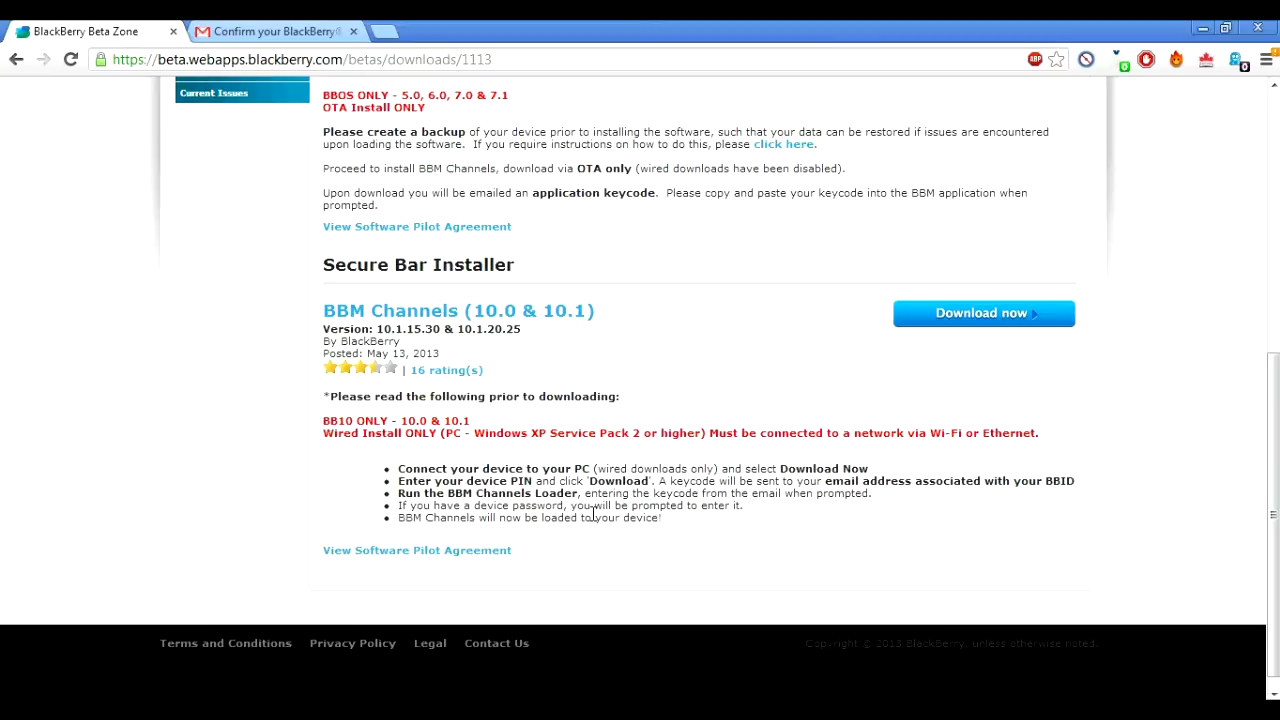 BlackBerry Beta Zone
Confirm your BlackBerry®
https://beta.webapps.blackberry.com/betas/downloads/1113
ABP
0
0
Current Issues
BBOS ONLY - 5.0, 6.0, 7.0 & 7.1
OTA Install ONLY
Please create a backup of your device prior to installing the software, such that your data can be restored if issues are encountered
upon loading the software. If you require instructions on how to do this, please click here.
Proceed to install BBM Channels, download via OTA only (wired downloads have been disabled).
Upon download you will be emailed an application keycode. Please copy and paste your keycode into the BBM application when
prompted.
View Software Pilot Agreement
Secure Bar Installer
BBM Channels (10.0 & 10.1)
Download now
Version: 10.1.15.30 & 10.1.20.25
By BlackBerry
Posted: May 13, 2013
| 16 rating(s)
*Please read the following prior to downloading:
BB10 ONLY - 10.0 & 10.1
Wired Install ONLY (PC - Windows XP Service Pack 2 or higher) Must be connected to a network via Wi-Fi or Ethernet.
• Connect your device to your PC (wired downloads only) and select Download Now
• Enter your device PIN and click 'Download'. A keycode will be sent to your email address associated with your BBID
• Run the BBM Channels Loader, entering the keycode from the email when prompted.
• If you have a device password, you will be prompted to enter it.
• BBM Channels will now be loaded to your device!
View Software Pilot Agreement
Terms and Conditions Privacy Policy Legal Contact Us
Copyright © 2013 BlackBerry, unless otherwise noted.